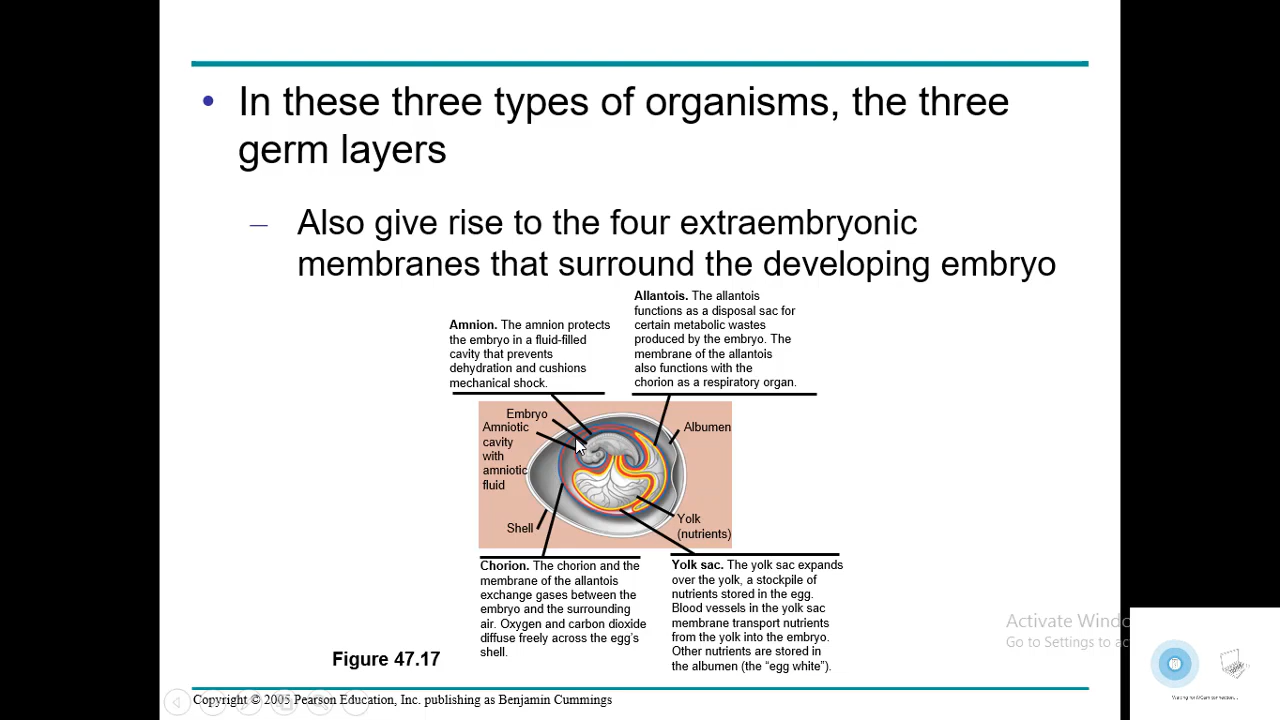 • In these three types of organisms, the three
germ layers
– Also give rise to the four extraembryonic
membranes that surround the developing embryo
Amnion. The amnion protects
the embryo in a fluid-filled
cavity that prevents
dehydration and cushions
mechanical shock.
Allantois. The allantois
functions as a disposal sac for
certain metabolic wastes
produced by the embryo. The
membrane of the allantois
also functions with the
chorion as a respiratory organ.
Embryo
Amniotic
cavity
with
amniotic
fluid
Albumen
Shell
Yolk
(nutrients)
Chorion. The chorion and the
membrane of the allantois
exchange gases between the
embryo and the surrounding
air. Oxygen and carbon dioxide
diffuse freely across the egg's
shell.
Yolk sac. The yolk sac expands
over the yolk, a stockpile of
nutrients stored in the egg.
Blood vessels in the yolk sac
membrane transport nutrients
from the yolk into the embryo.
Other nutrients are stored in
the albumen (the “egg white”).
Figure 47.17
Activate Windo
Go to Settings to ac
Copyright © 2005 Pearson Education, Inc. publishing as Benjamin Cummings